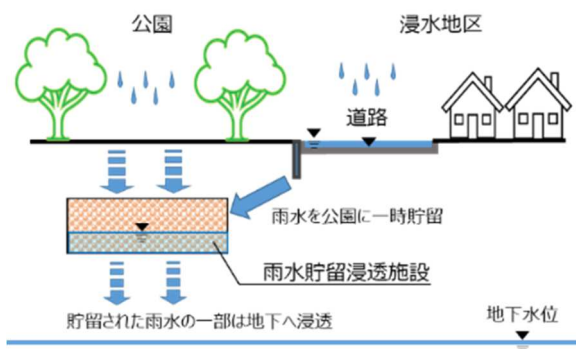 公園
浸水地区
道路
雨水を公園に一時貯留
雨水貯留浸透施設
地下水位
貯留された雨水の一部は地下へ浸透